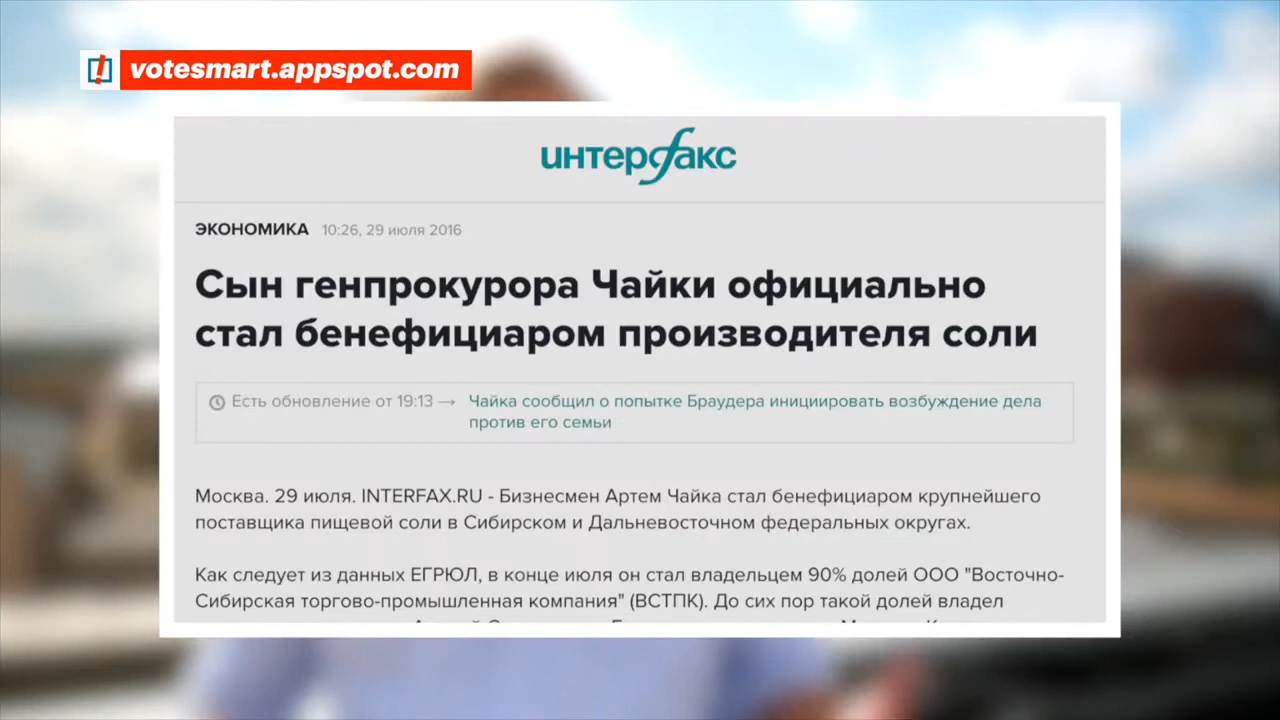 votesmart.appspot.com
интерфакс
ЭКОНОМИКА 10:26, 29 июля 2016
Сын генпрокурора Чайки официально
стал бенефициаром производителя соли
Есть обновление от 19:13 → Чайка сообщил о попытке Браудера инициировать возбуждение дела
против его семьи
Москва. 29 июля. INTERFAX.RU - Бизнесмен Артем Чайка стал бенефициаром крупнейшего
поставщика пищевой соли в Сибирском и Дальневосточном федеральных округах.
Как следует из данных ЕГРЮЛ, в конце июля он стал владельцем 90% долей ООО "Восточно-
Сибирская торгово-промышленная компания" (ВСТПК). До сих пор такой долей владел